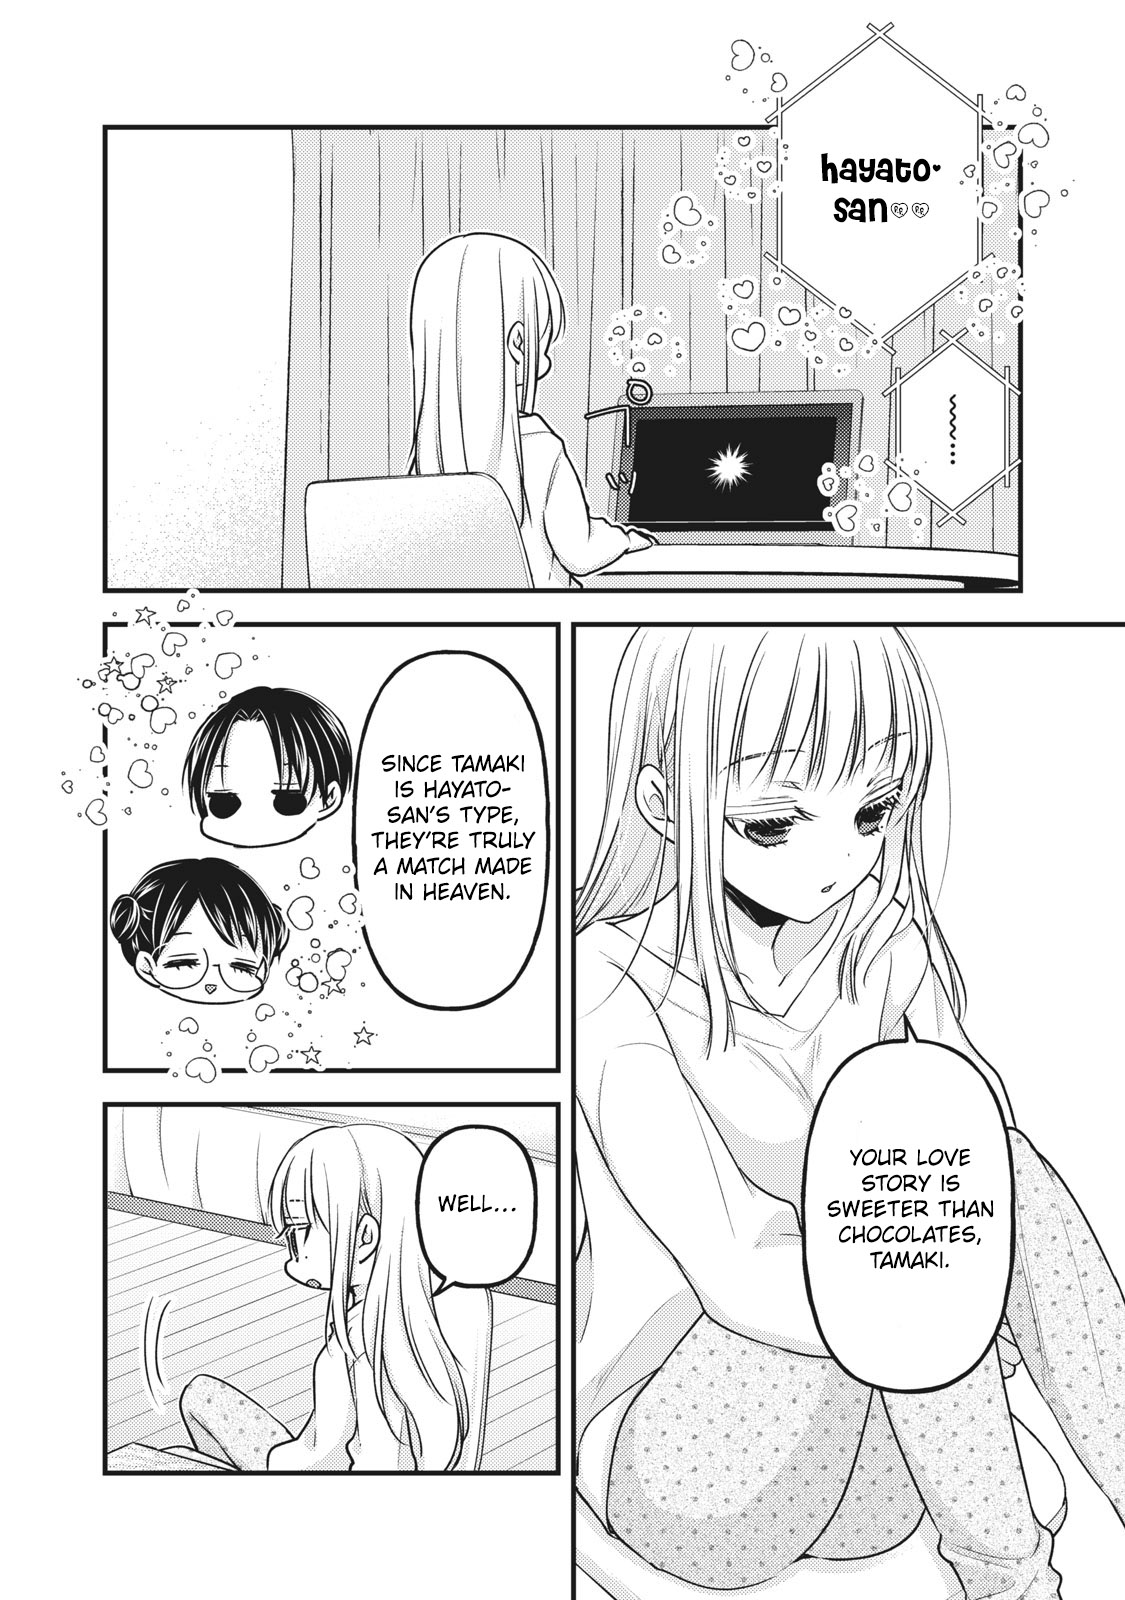 hayato
san
~~~...
YOUR LOVE
STORY IS
SWEETER THAN
CHOCOLATES,
TAMAKI.
SINCE TAMAKI
IS HAYATO-
SAN'S TYPE,
THEY'RE TRULY
A MATCH MADE
IN HEAVEN.
WELL...